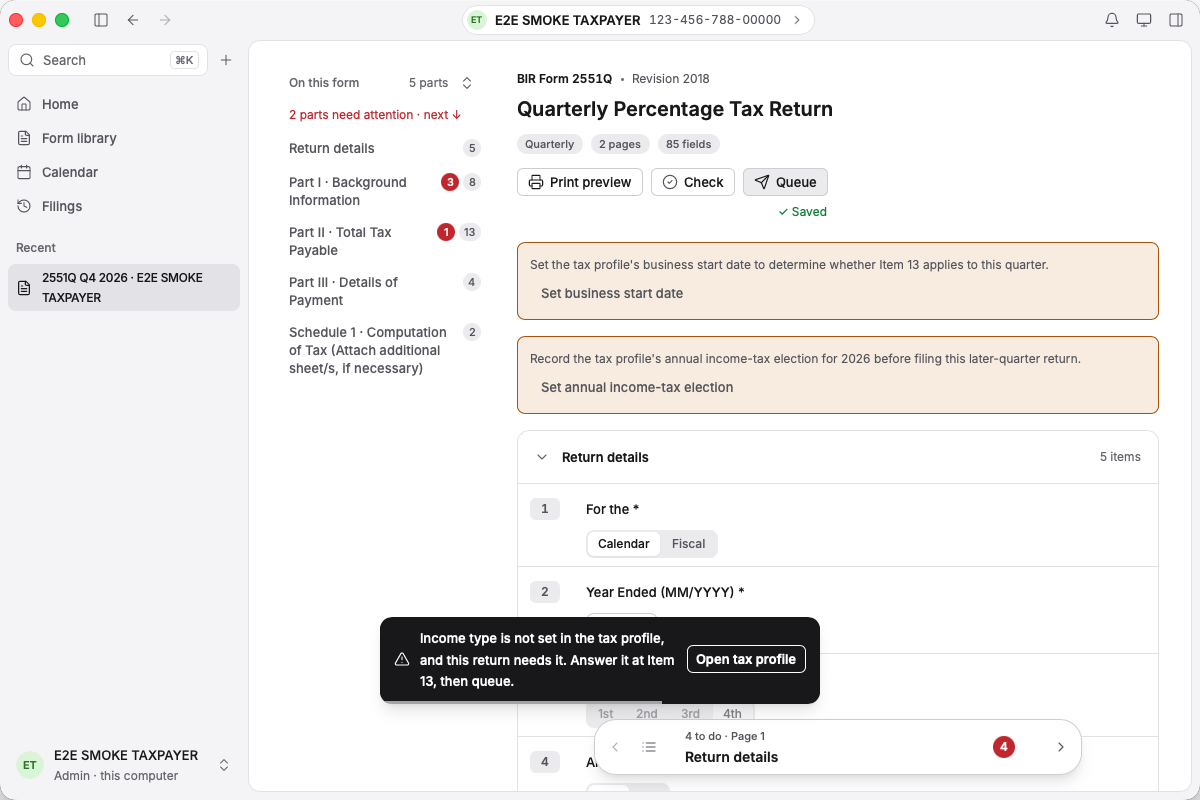 ET E2E SMOKE TAXPAYER 123-456-788-00000
Search ⌘K
Home
Form library
Calendar
Filings
Recent
2551Q Q4 2026 · E2E SMOKE
TAXPAYER
ET E2E SMOKE TAXPAYER
Admin · this computer
On this form 5 parts
2 parts need attention · next ↓
Return details 5
Part I · Background 3 8
Information
Part II · Total Tax 1 13
Payable
Part III · Details of 4
Payment
Schedule 1 · Computation 2
of Tax (Attach additional
sheet/s, if necessary)
BIR Form 2551Q • Revision 2018
Quarterly Percentage Tax Return
Quarterly 2 pages 85 fields
Print preview Check Queue
✓ Saved
Set the tax profile's business start date to determine whether Item 13 applies to this quarter.
Set business start date
Record the tax profile's annual income-tax election for 2026 before filing this later-quarter return.
Set annual income-tax election
Return details 5 items
1 For the *
Calendar Fiscal
2 Year Ended (MM/YYYY) *
Income type is not set in the tax profile,
and this return needs it. Answer it at Item
13, then queue.
Open tax profile
1st 2nd 3rd 4th
4
4 to do · Page 1
Return details
4